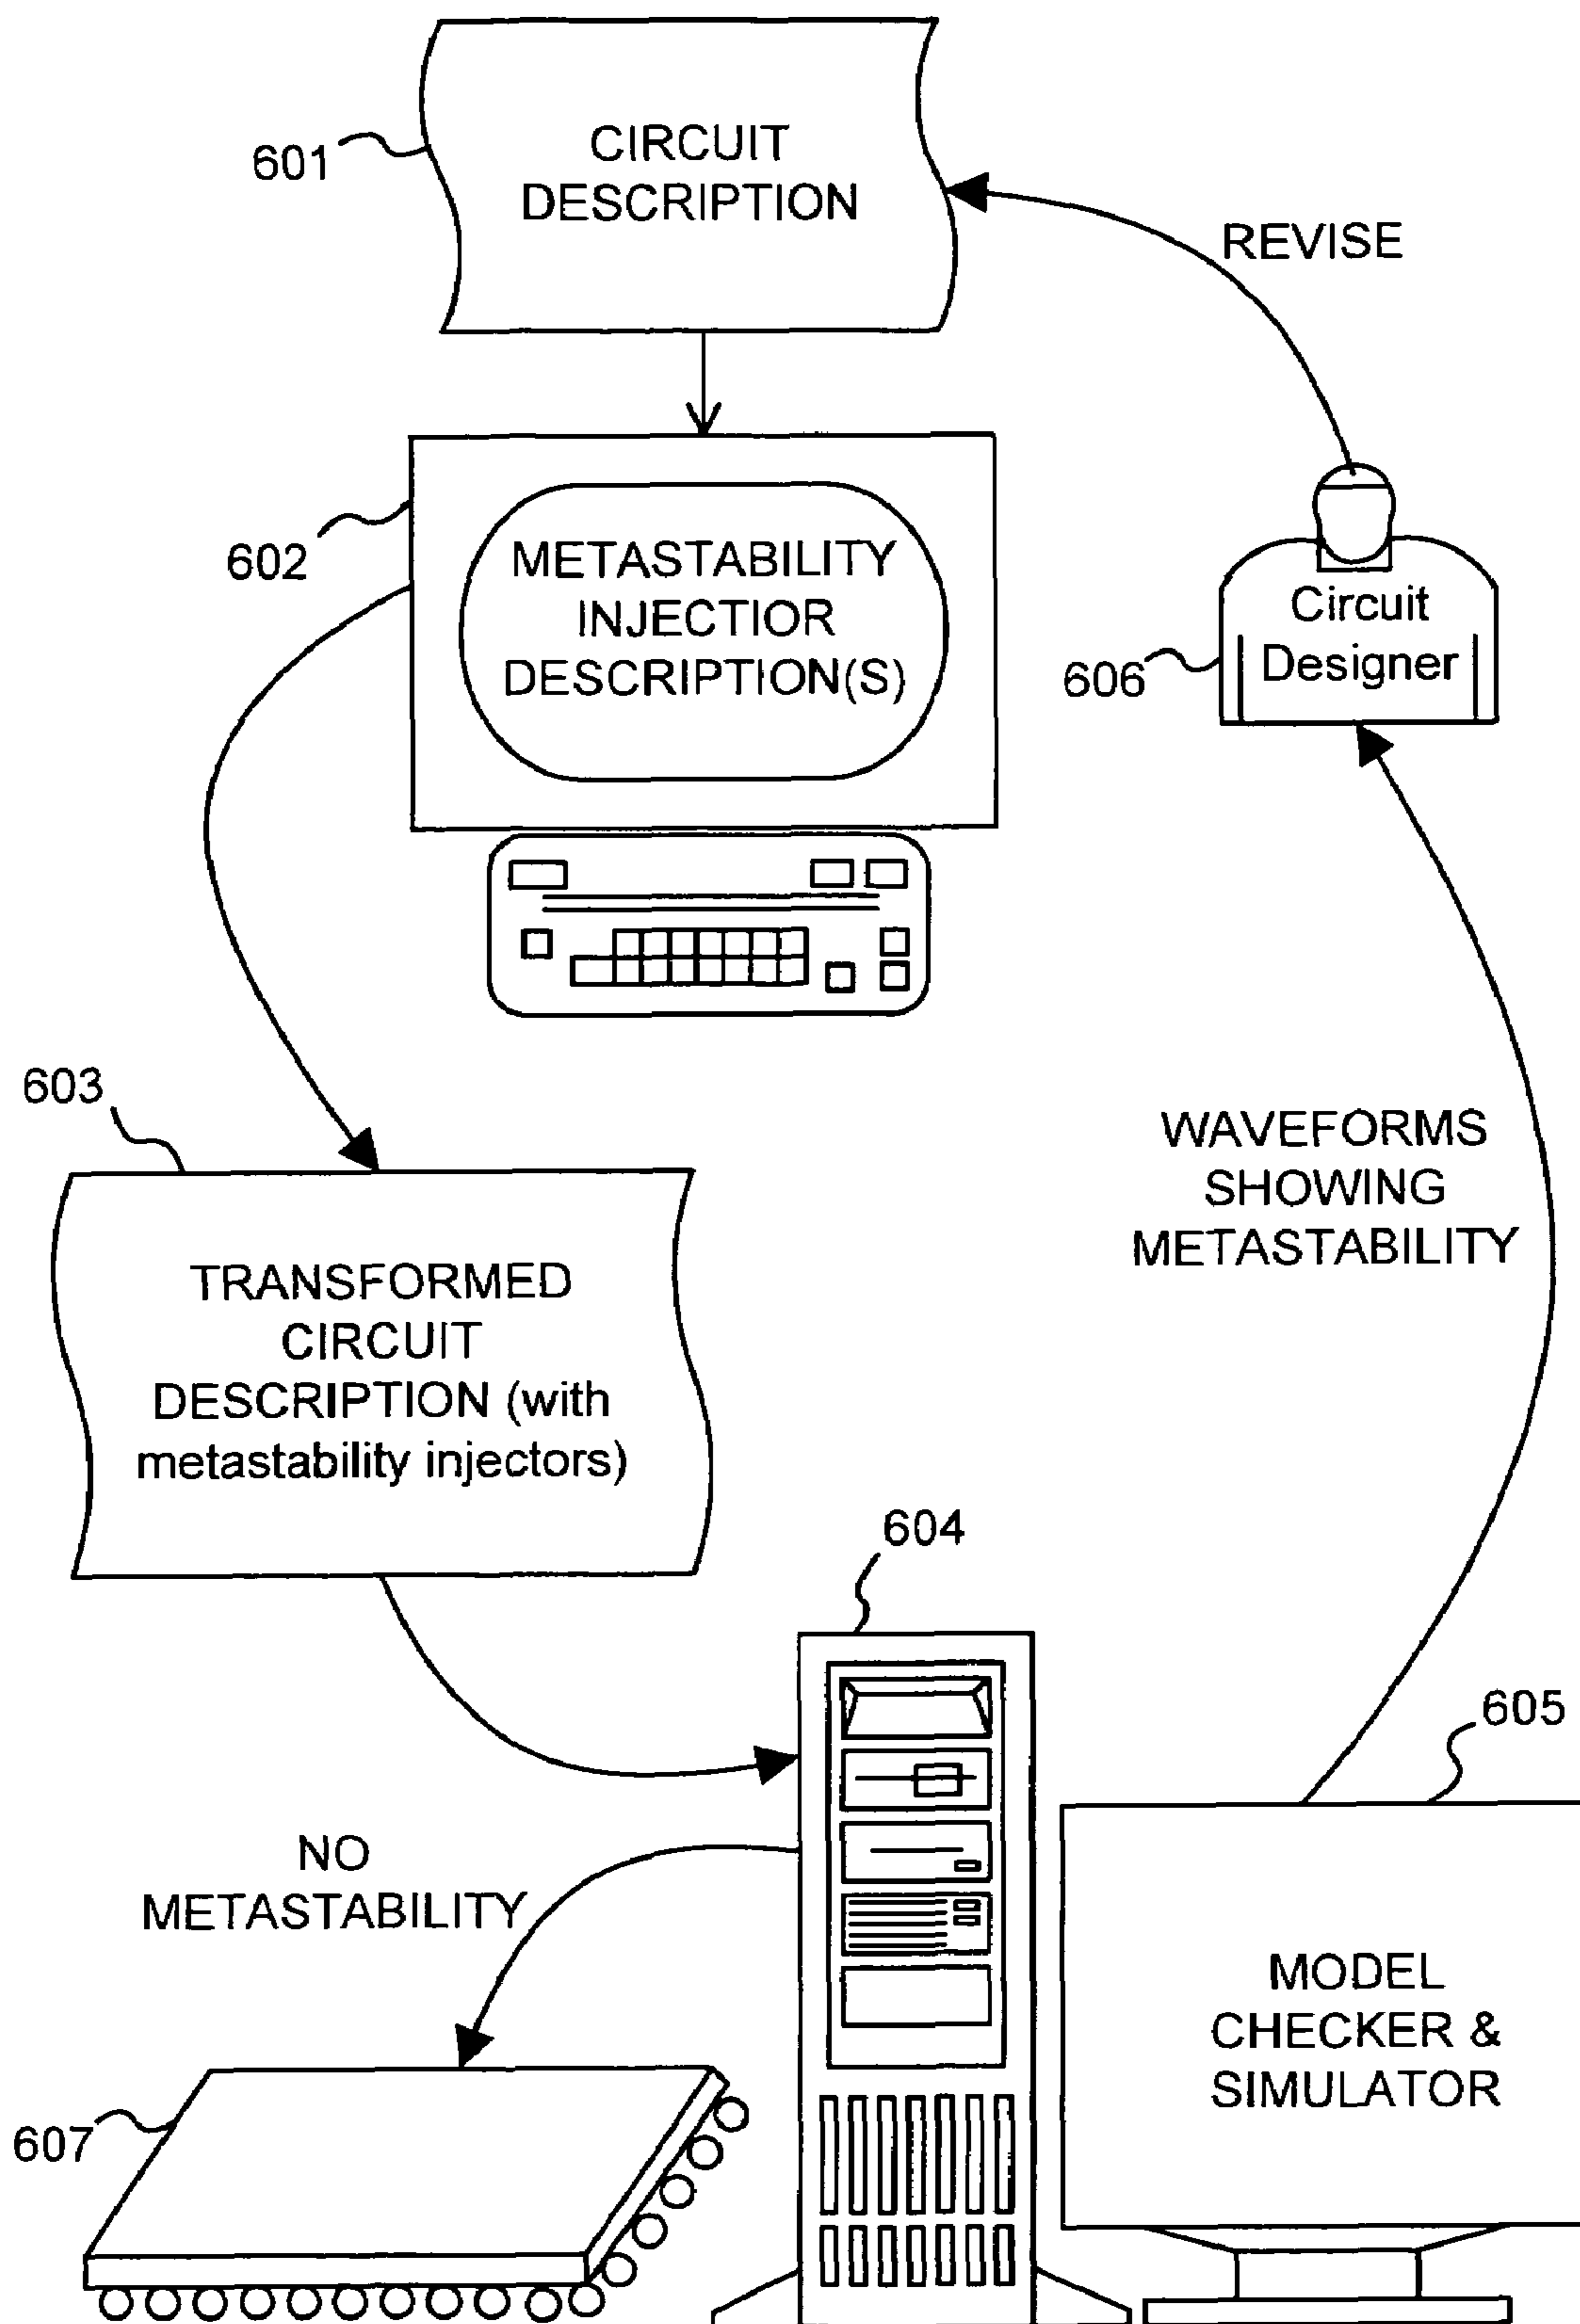 601
CIRCUIT
DESCRIPTION
REVISE
602
METASTABILITY
INJECTIOR
DESCRIPTION(S)
606
Circuit
Designer
603
TRANSFORMED
CIRCUIT
DESCRIPTION (with
metastability injectors)
WAVEFORMS
SHOWING
METASTABILITY
604
605
NO
METASTABILITY
MODEL
CHECKER &
SIMULATOR
607